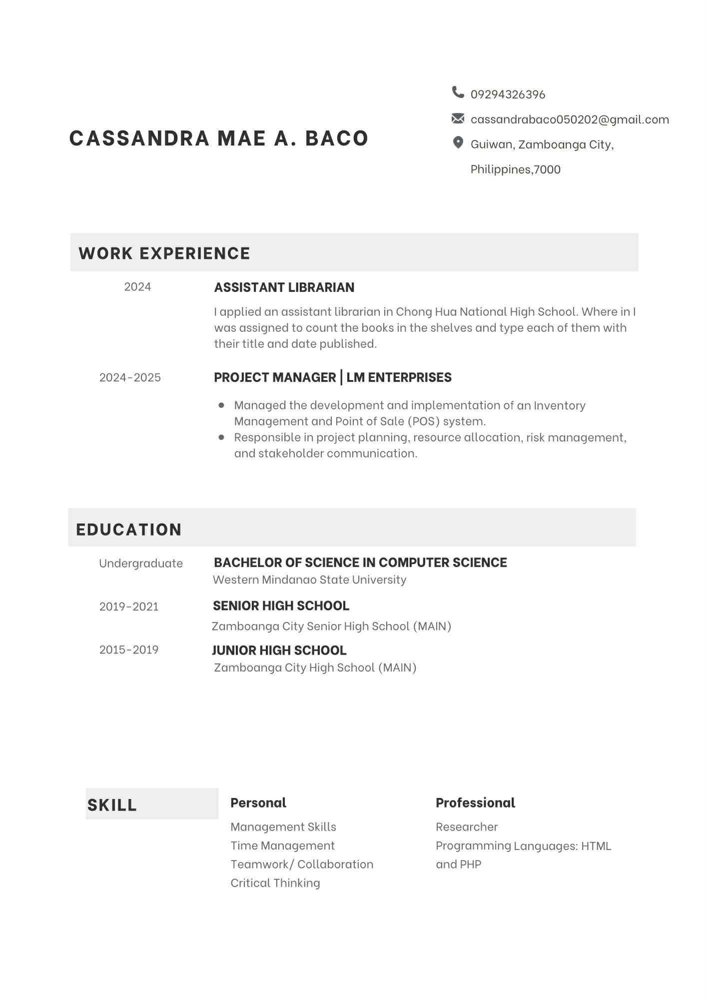 09294326396
cassandrabaco050202@gmail.com
CASSANDRA MAE A. BACO
Guiwan, Zamboanga City,
Philippines,7000
WORK EXPERIENCE
2024
ASSISTANT LIBRARIAN
I applied an assistant librarian in Chong Hua National High School. Where in I
was assigned to count the books in the shelves and type each of them with
their title and date published.
2024-2025
PROJECT MANAGER | LM ENTERPRISES
● Managed the development and implementation of an Inventory
Management and Point of Sale (POS) system.
● Responsible in project planning, resource allocation, risk management,
and stakeholder communication.
EDUCATION
Undergraduate
BACHELOR OF SCIENCE IN COMPUTER SCIENCE
Western Mindanao State University
2019-2021
SENIOR HIGH SCHOOL
Zamboanga City Senior High School (MAIN)
2015-2019
JUNIOR HIGH SCHOOL
Zamboanga City High School (MAIN)
SKILL
Personal
Management Skills
Time Management
Teamwork/ Collaboration
Critical Thinking
Professional
Researcher
Programming Languages: HTML
and PHP